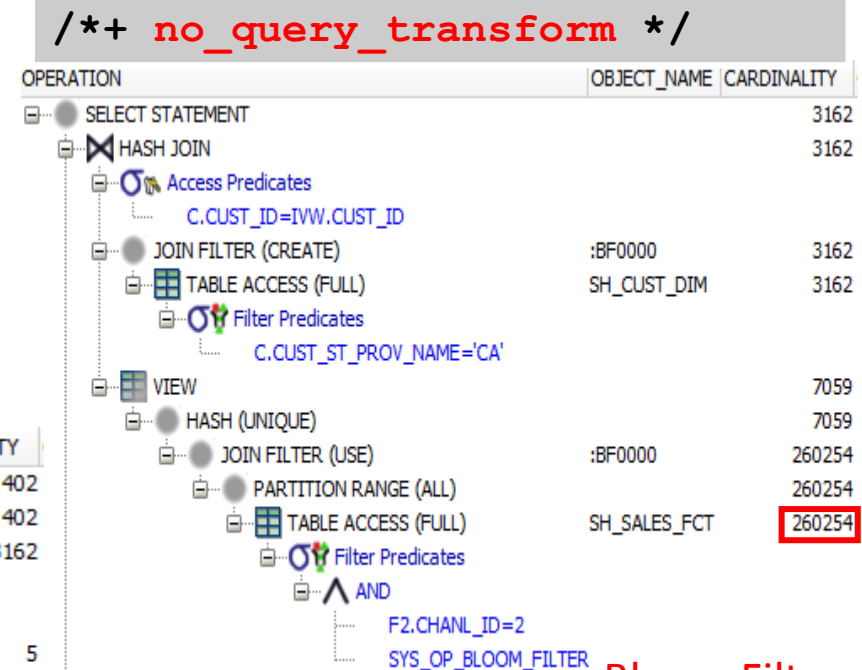 /*+ no_query_transform */
OPERATION OBJECT_NAME CARDINALITY
SELECT STATEMENT 3162
HASH JOIN 3162
Access Predicates
C.CUST_ID=IVW.CUST_ID
JOIN FILTER (CREATE) :BF0000 3162
TABLE ACCESS (FULL) SH_CUST_DIM 3162
Filter Predicates
C.CUST_ST_PROV_NAME='CA'
VIEW 7059
HASH (UNIQUE) 7059
TY JOIN FILTER (USE) :BF0000 260254
402 PARTITION RANGE (ALL) 260254
402 TABLE ACCESS (FULL) SH_SALES_FCT 260254
3162 Filter Predicates
AND
F2.CHANL_ID=2
5 SYS_OP_BLOOM_FILTER